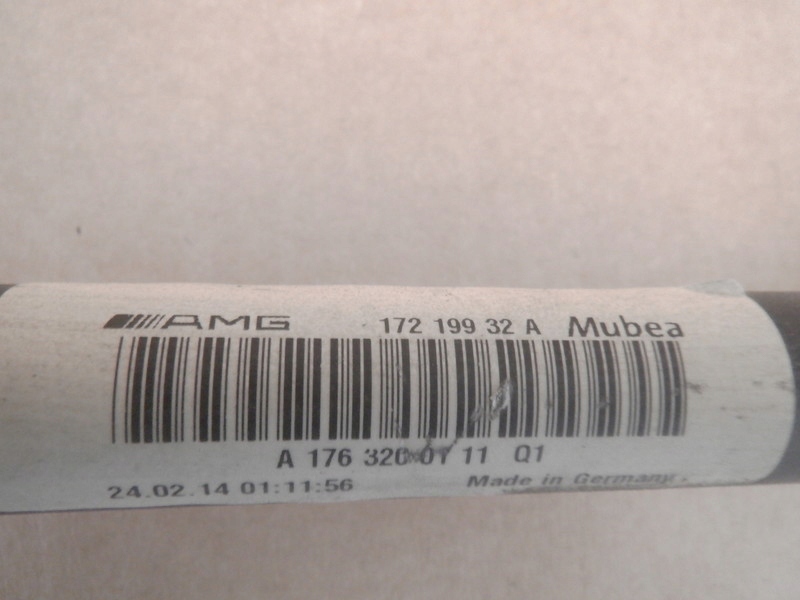 AMG 172 199 32 A Mubea
A 176 320 01 11 Q1
24.02.14 01:11:56 Made in Germany